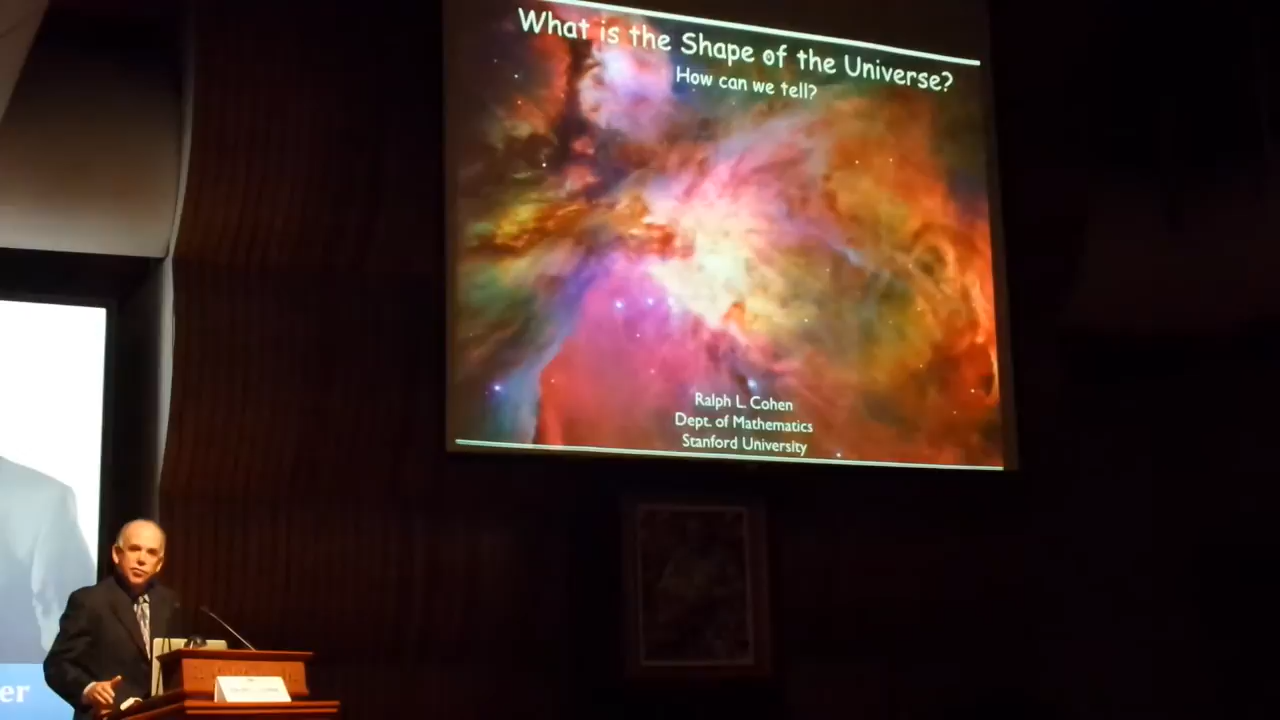 What is the Shape of the Universe?
How can we tell?
Ralph L. Cohen
Dept. of Mathematics
Stanford University
er